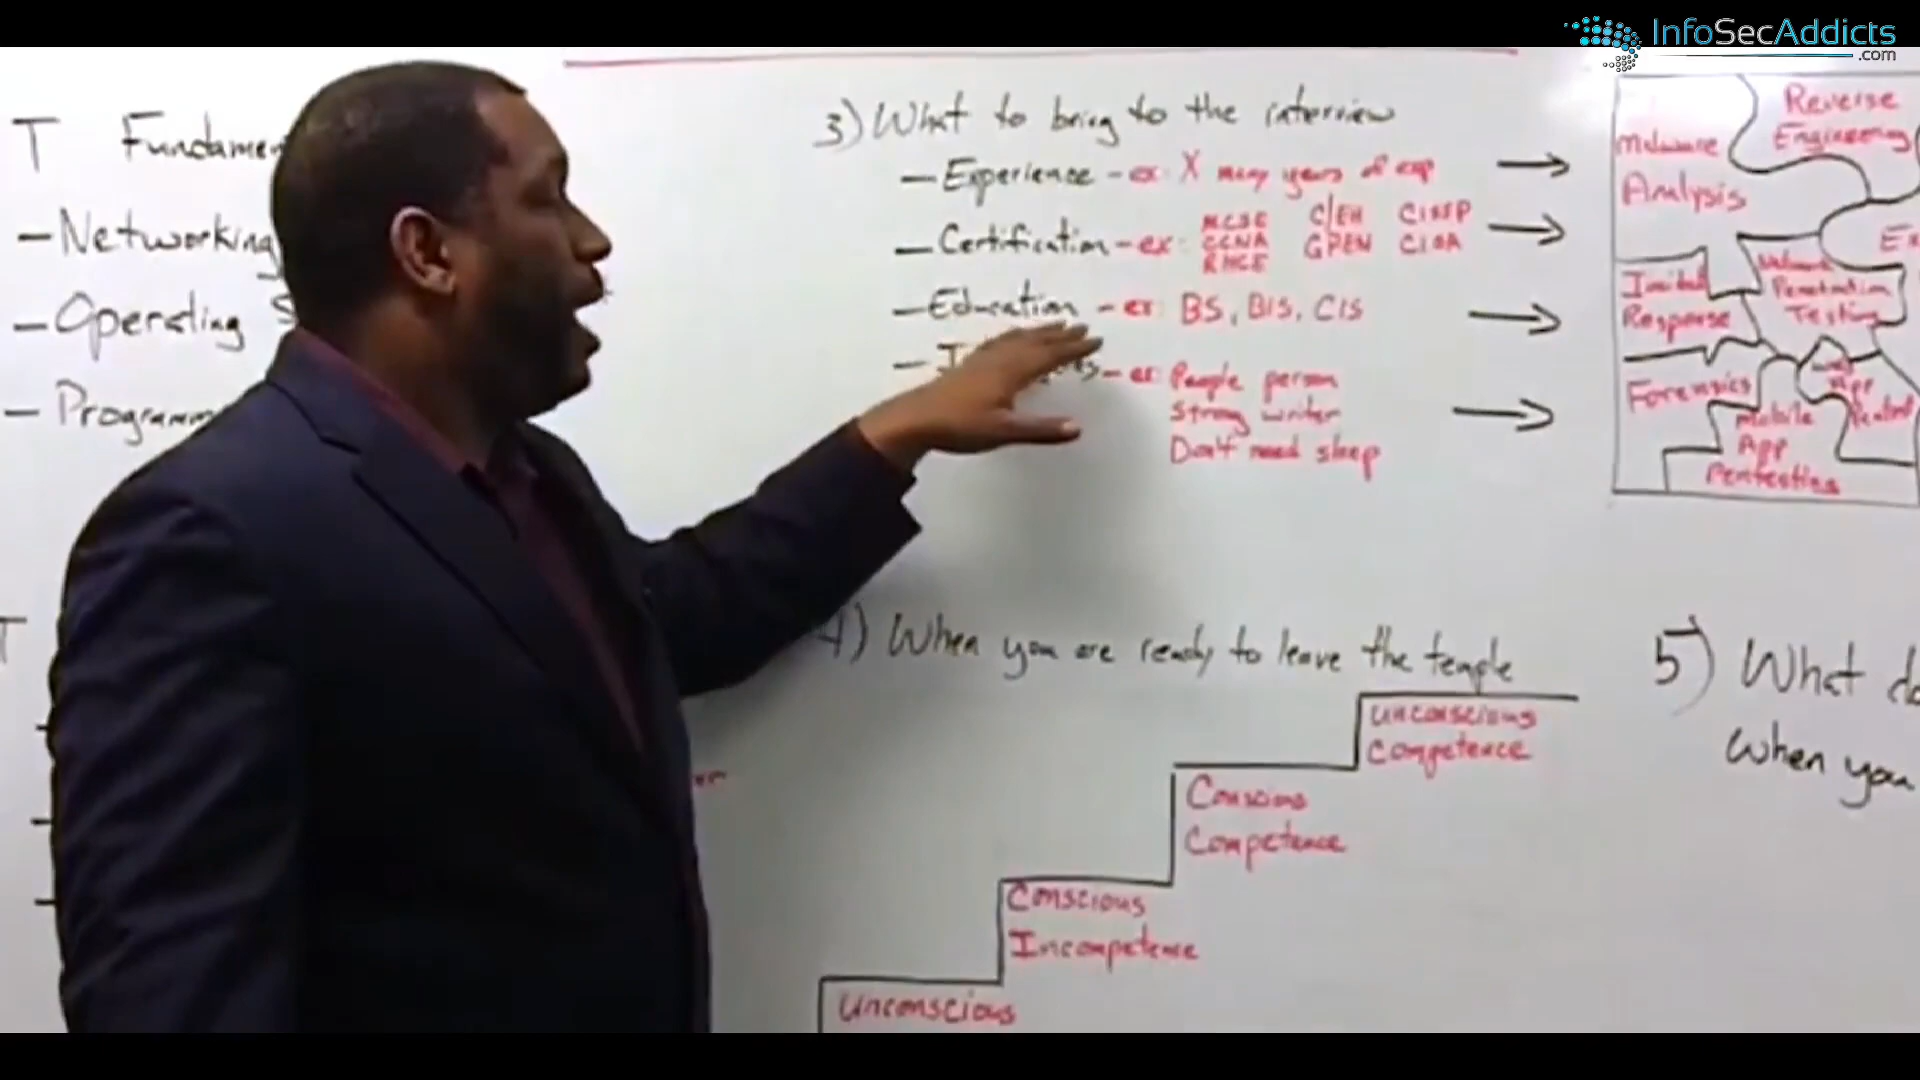 InfoSecAddicts
.com
T Fundamen
- Networking
- Operating S
- Programm
3) What to bring to the interview
- Experience - ex: X many years of exp
- Certification - ex:
MCSE C|EH CISSP
CCNA GPEN CISA
RHCE
- Education - ex: BS, BIS, CIS
- ex: People person
Strong writer
Don't need sleep
Malware
Analysis
Reverse
Engineering
Ex
Incident
Response
Network
Penetration
Testing
Forensics
Mobile
App
Pentesting
Web
App
Pentest
T
4) When you are ready to leave the temple
Unconscious
Competence
Conscious
Competence
Conscious
Incompetence
Unconscious
5) What do
When you